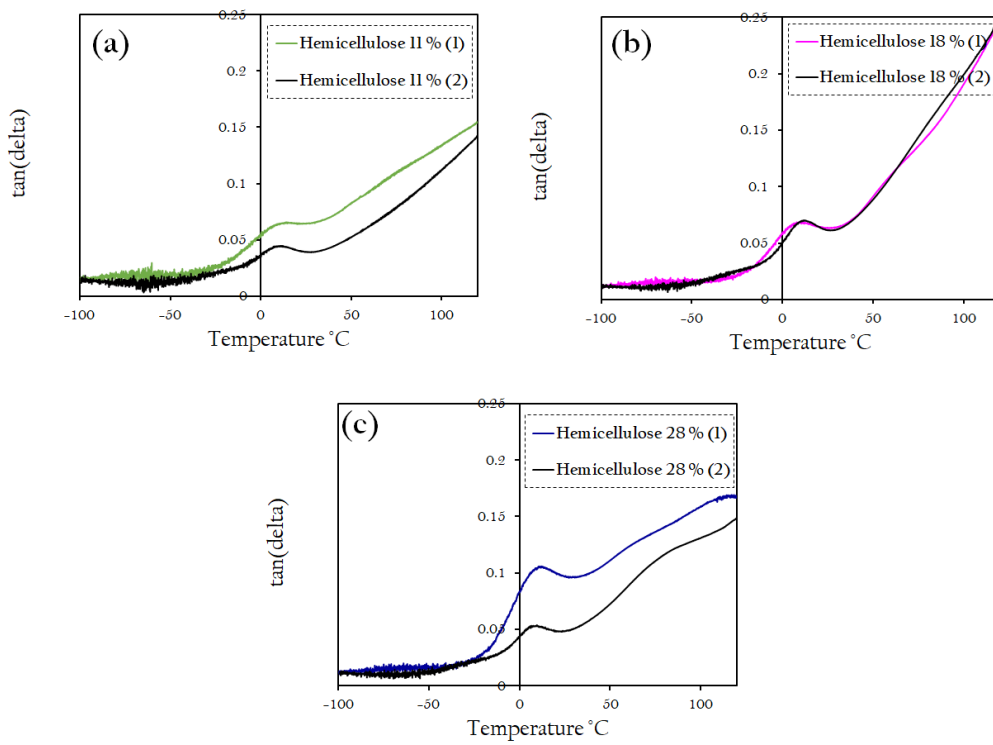 (a)
0.25
Hemicellulose 11 % (1)
Hemicellulose 11 % (2)
0.2
0.15
0.1
0.05
0
tan(delta)
-100
-50
0
50
100
Temperature °C
(b)
0.25
Hemicellulose 18 % (1)
Hemicellulose 18 % (2)
0.2
0.15
0.1
0.05
0
tan(delta)
-100
-50
0
50
100
Temperature °C
(c)
0.25
Hemicellulose 28 % (1)
Hemicellulose 28 % (2)
0.2
0.15
0.1
0.05
0
tan(delta)
-100
-50
0
50
100
Temperature °C